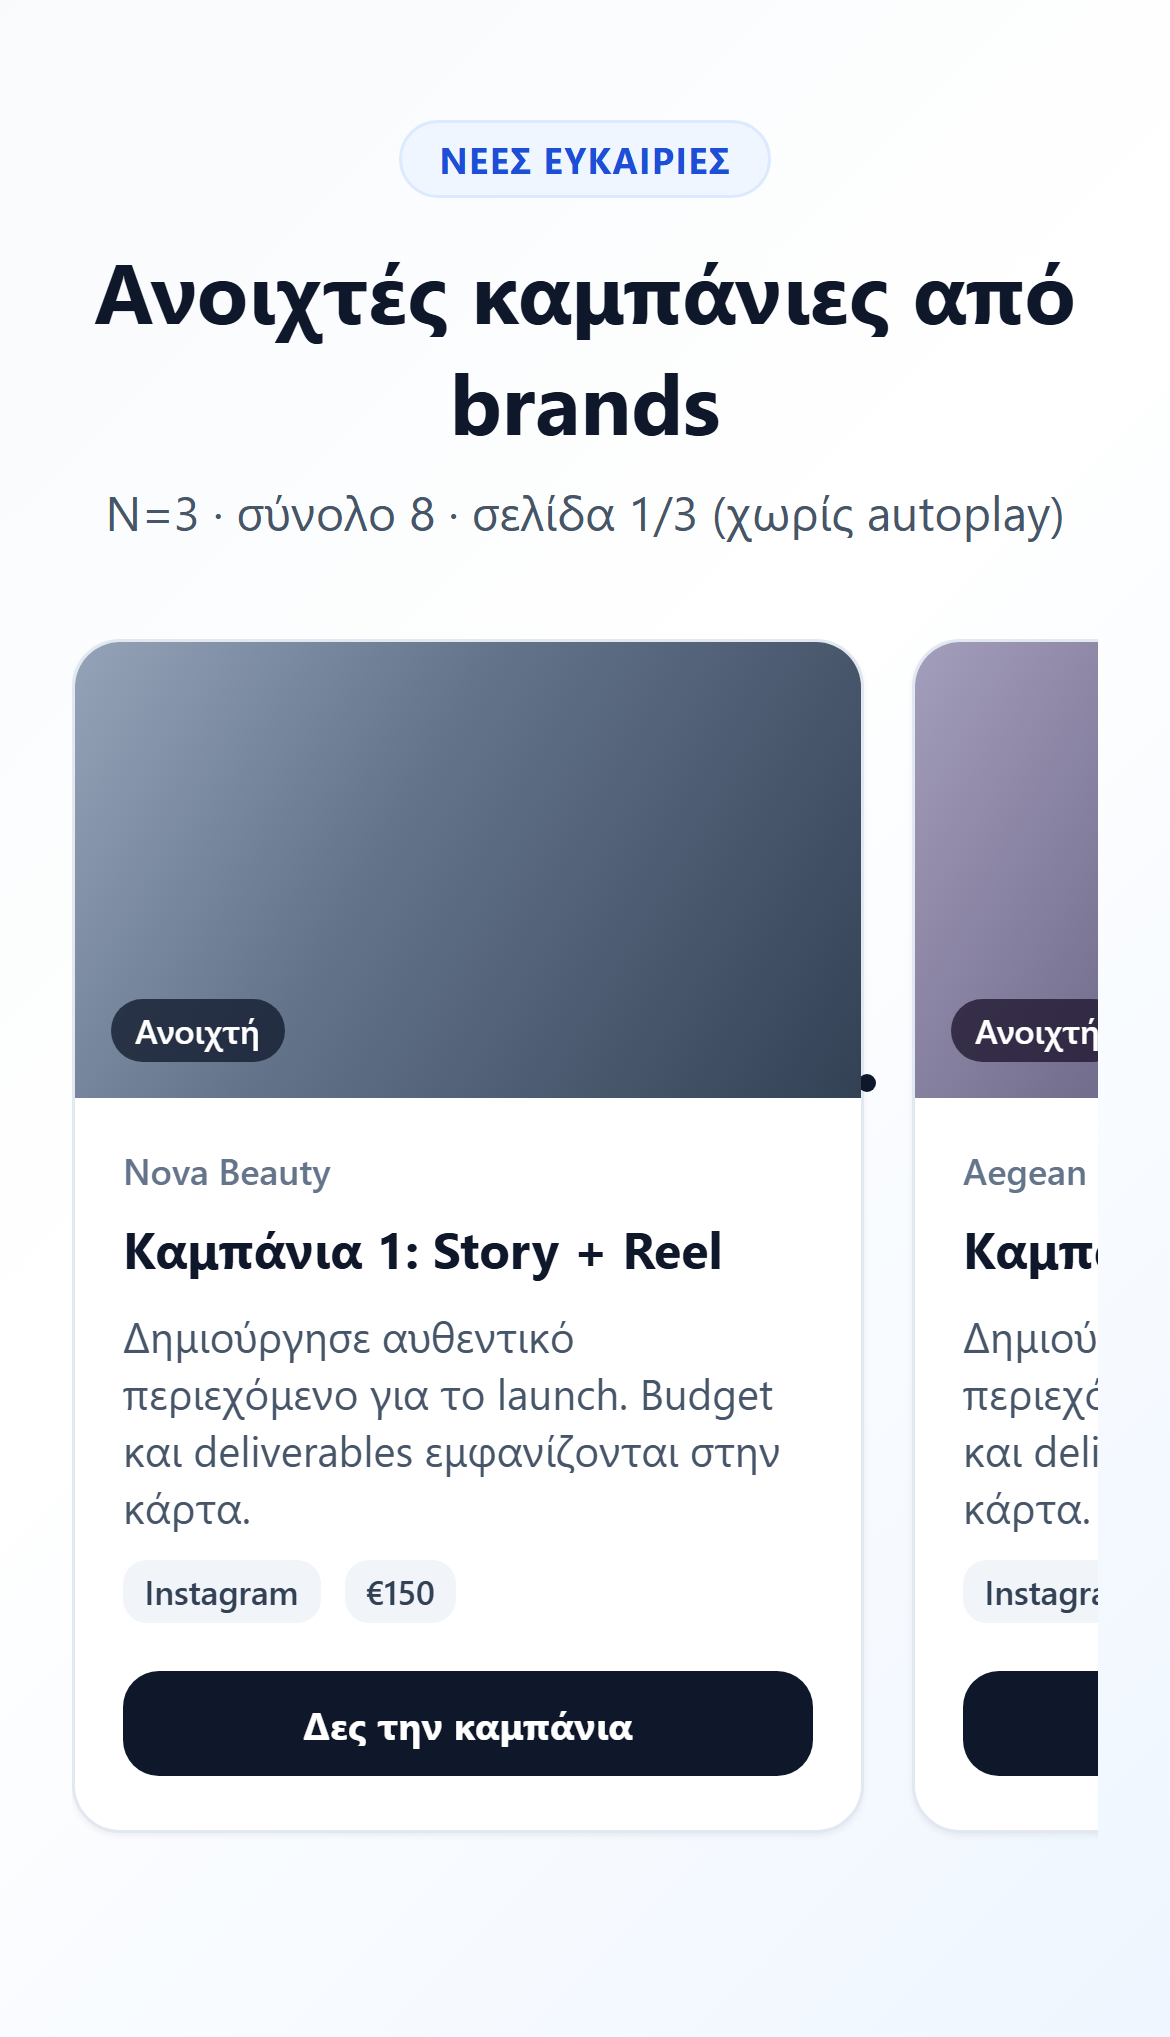 ΝΕΕΣ ΕΥΚΑΙΡΙΕΣ
Ανοιχτές καμπάνιες από
brands
N=3 · σύνολο 8 · σελίδα 1/3 (χωρίς autoplay)
Ανοιχτή
Nova Beauty
Καμπάνια 1: Story + Reel
Δημιούργησε αυθεντικό
περιεχόμενο για το launch. Budget
και deliverables εμφανίζονται στην
κάρτα.
Instagram
€150
Δες την καμπάνια
Ανοιχτή
Aegean
κάρτα.